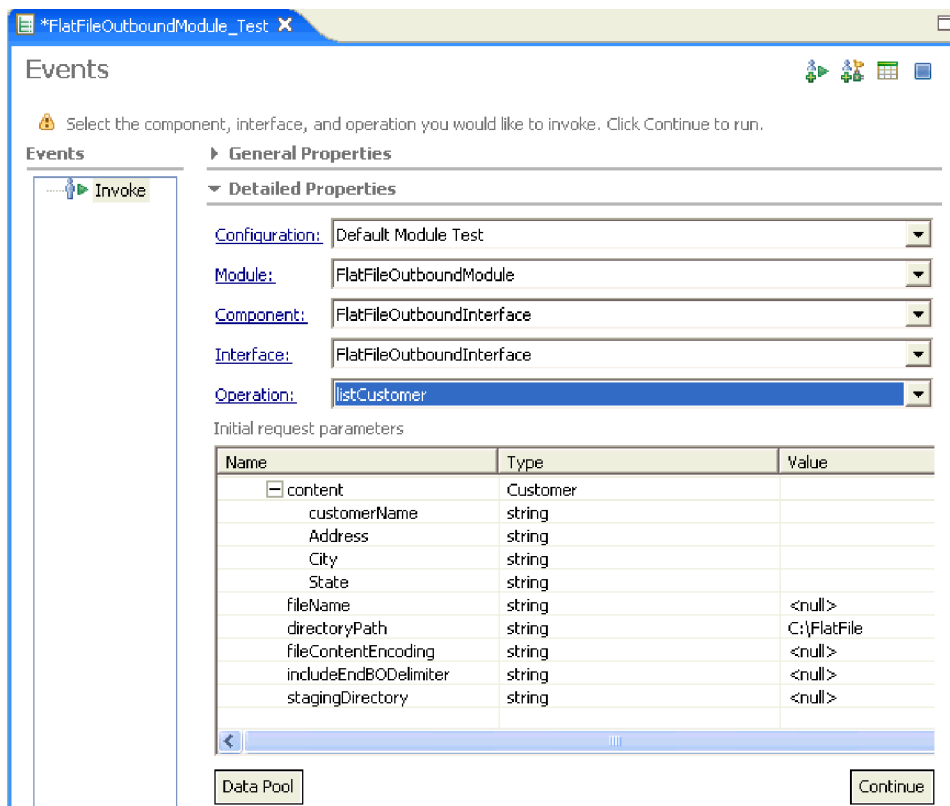 *FlatFileOutboundModule_Test
Events
Select the component, interface, and operation you would like to invoke. Click Continue to run.
Events
General Properties
Invoke
Detailed Properties
Configuration: Default Module Test
Module: FlatFileOutboundModule
Component: FlatFileOutboundInterface
Interface: FlatFileOutboundInterface
Operation: listCustomer
Initial request parameters
Name Type Value
content Customer
customerName string
Address string
City string
State string
fileName string <null>
directoryPath string C:\FlatFile
fileContentEncoding string <null>
includeEndBODelimiter string <null>
stagingDirectory string <null>
Data Pool Continue